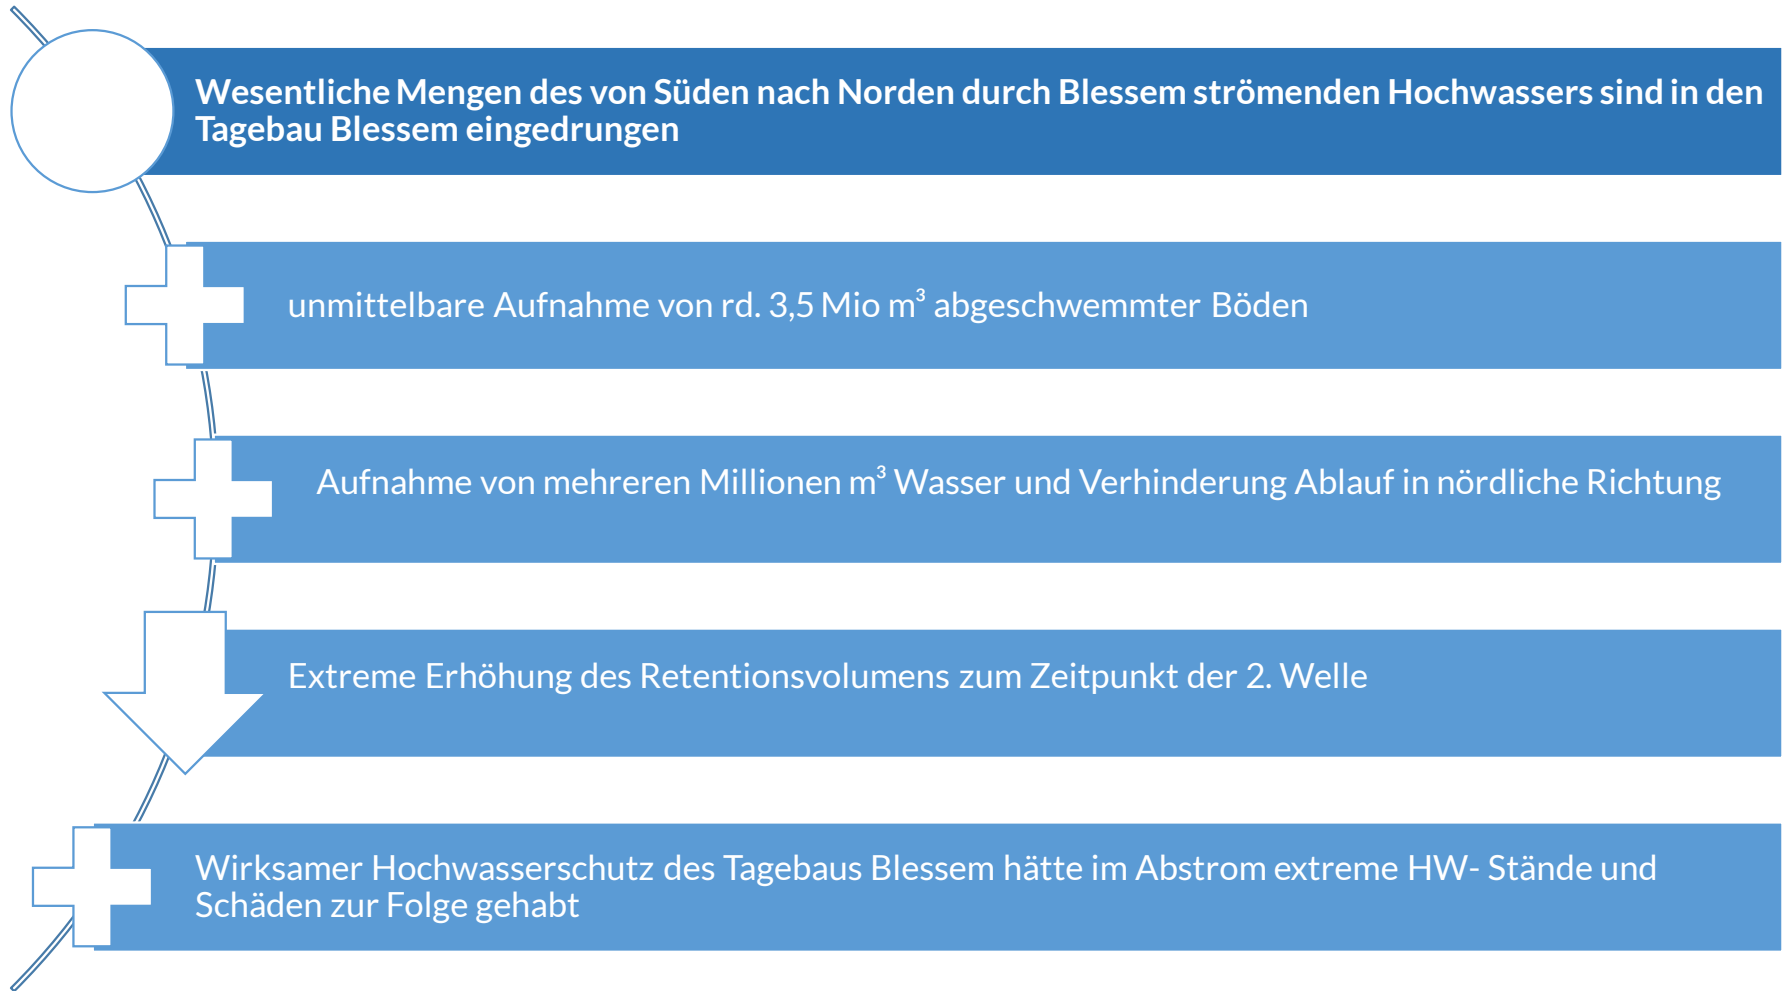 Wesentliche Mengen des von Süden nach Norden durch Blessem strömenden Hochwassers sind in den
Tagebau Blessem eingedrungen
unmittelbare Aufnahme von rd. 3,5 Mio m³ abgeschwemmter Böden
Aufnahme von mehreren Millionen m³ Wasser und Verhinderung Ablauf in nördliche Richtung
Extreme Erhöhung des Retentionsvolumens zum Zeitpunkt der 2. Welle
Wirksamer Hochwasserschutz des Tagebaus Blessem hätte im Abstrom extreme HW- Stände und
Schäden zur Folge gehabt